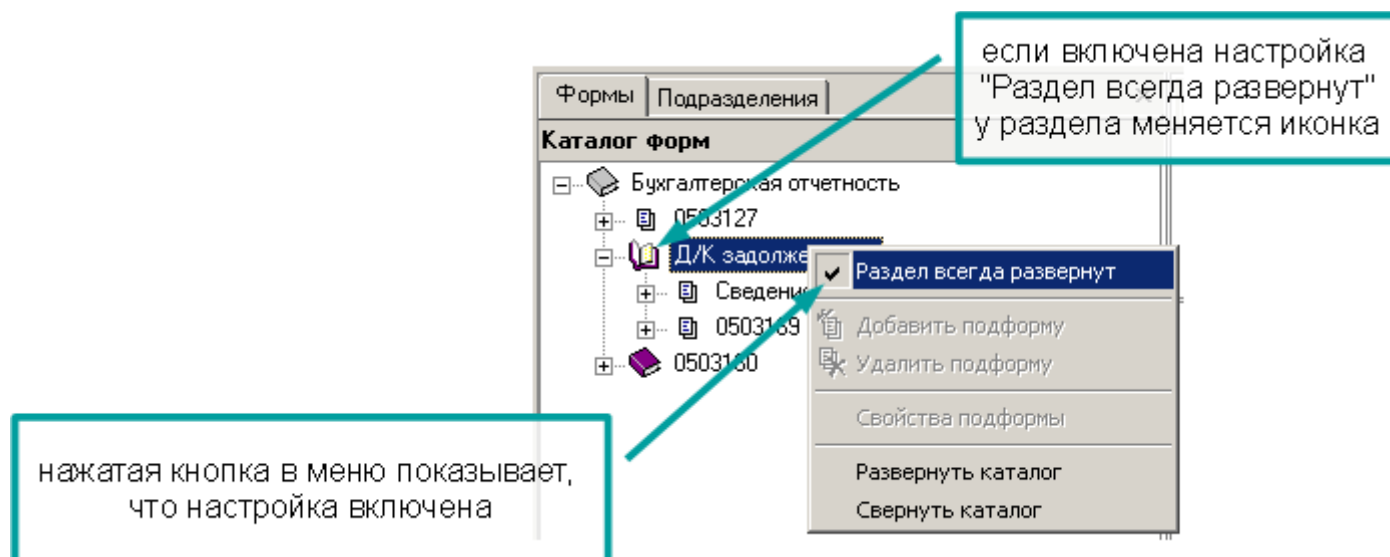 если включена настройка
"Раздел всегда развернут"
у раздела меняется иконка
Формы Подразделения
Каталог форм
Бухгалтерская отчетность
0503127
Д/К задолже
Сведения
0503169
0503160
Раздел всегда развернут
Добавить подформу
Удалить подформу
Свойства подформы
Развернуть каталог
Свернуть каталог
нажатая кнопка в меню показывает,
что настройка включена